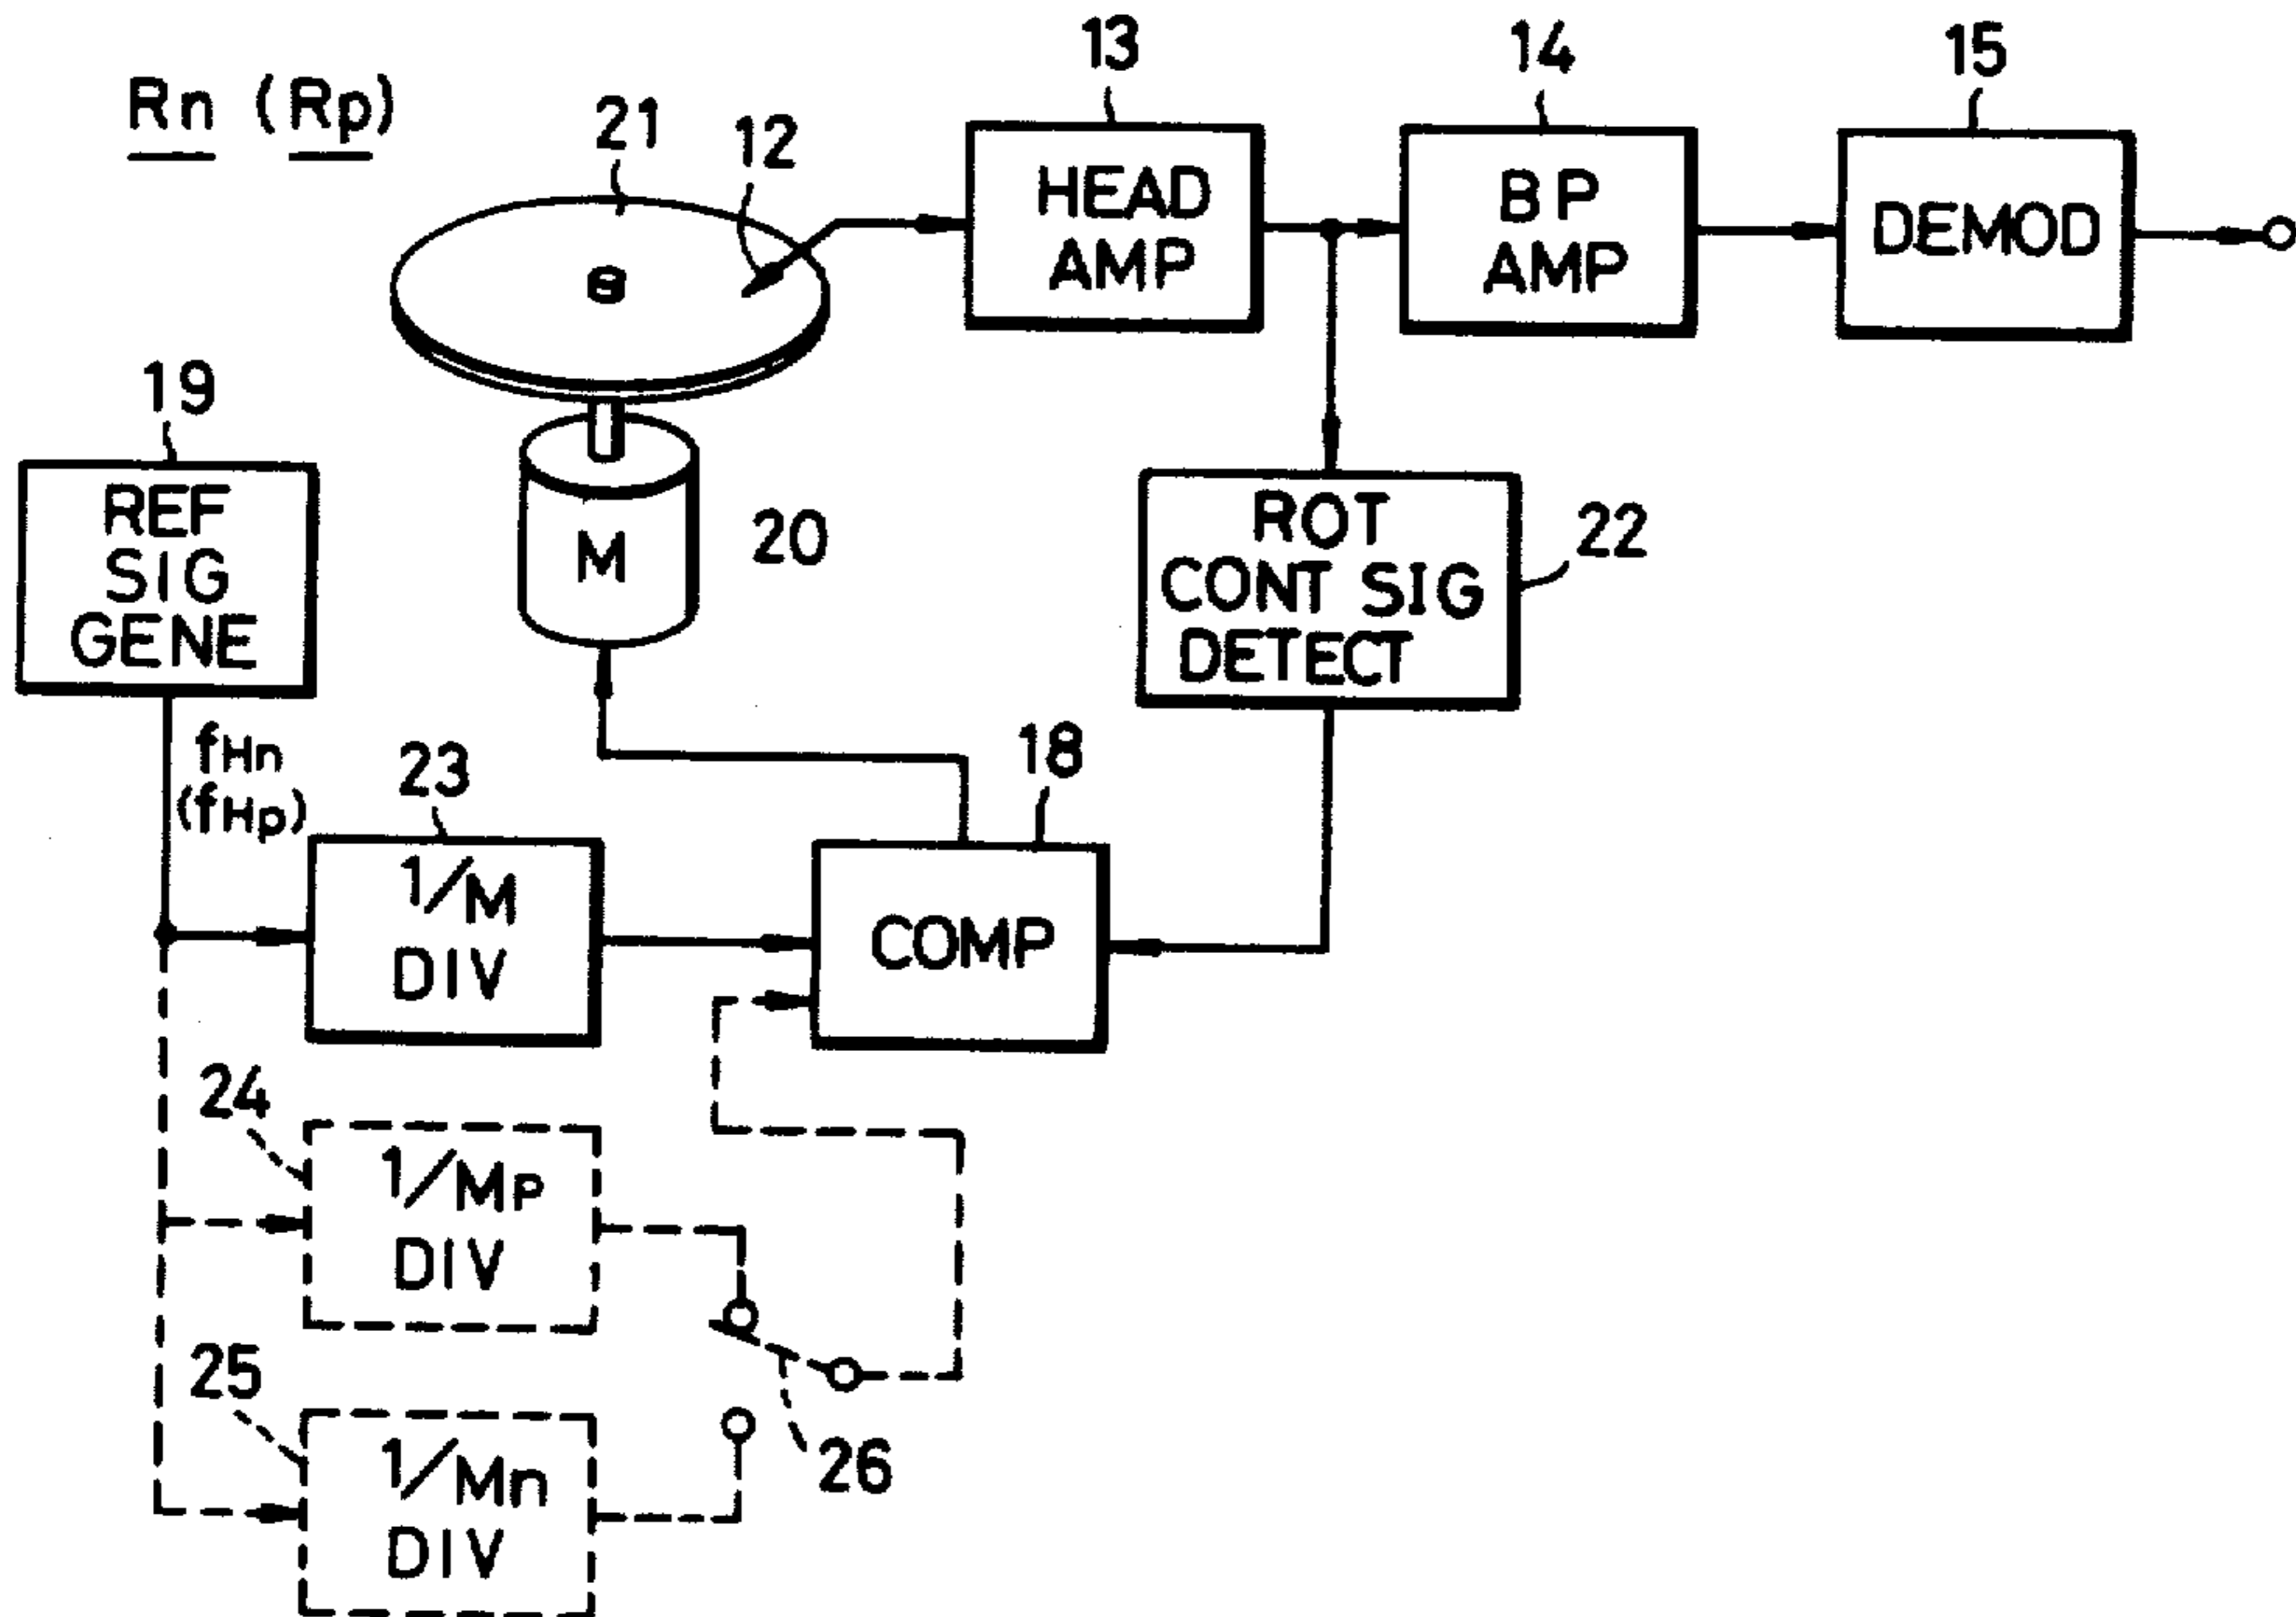 Rn (Rp)
21
12
13
14
15
HEAD
AMP
BP
AMP
DEMOD
19
REF
SIG
GENE
M
20
ROT
CONT SIG
DETECT
22
fHn
(fHp)
23
1/M
DIV
18
COMP
24
1/Mp
DIV
25
1/Mn
DIV
26